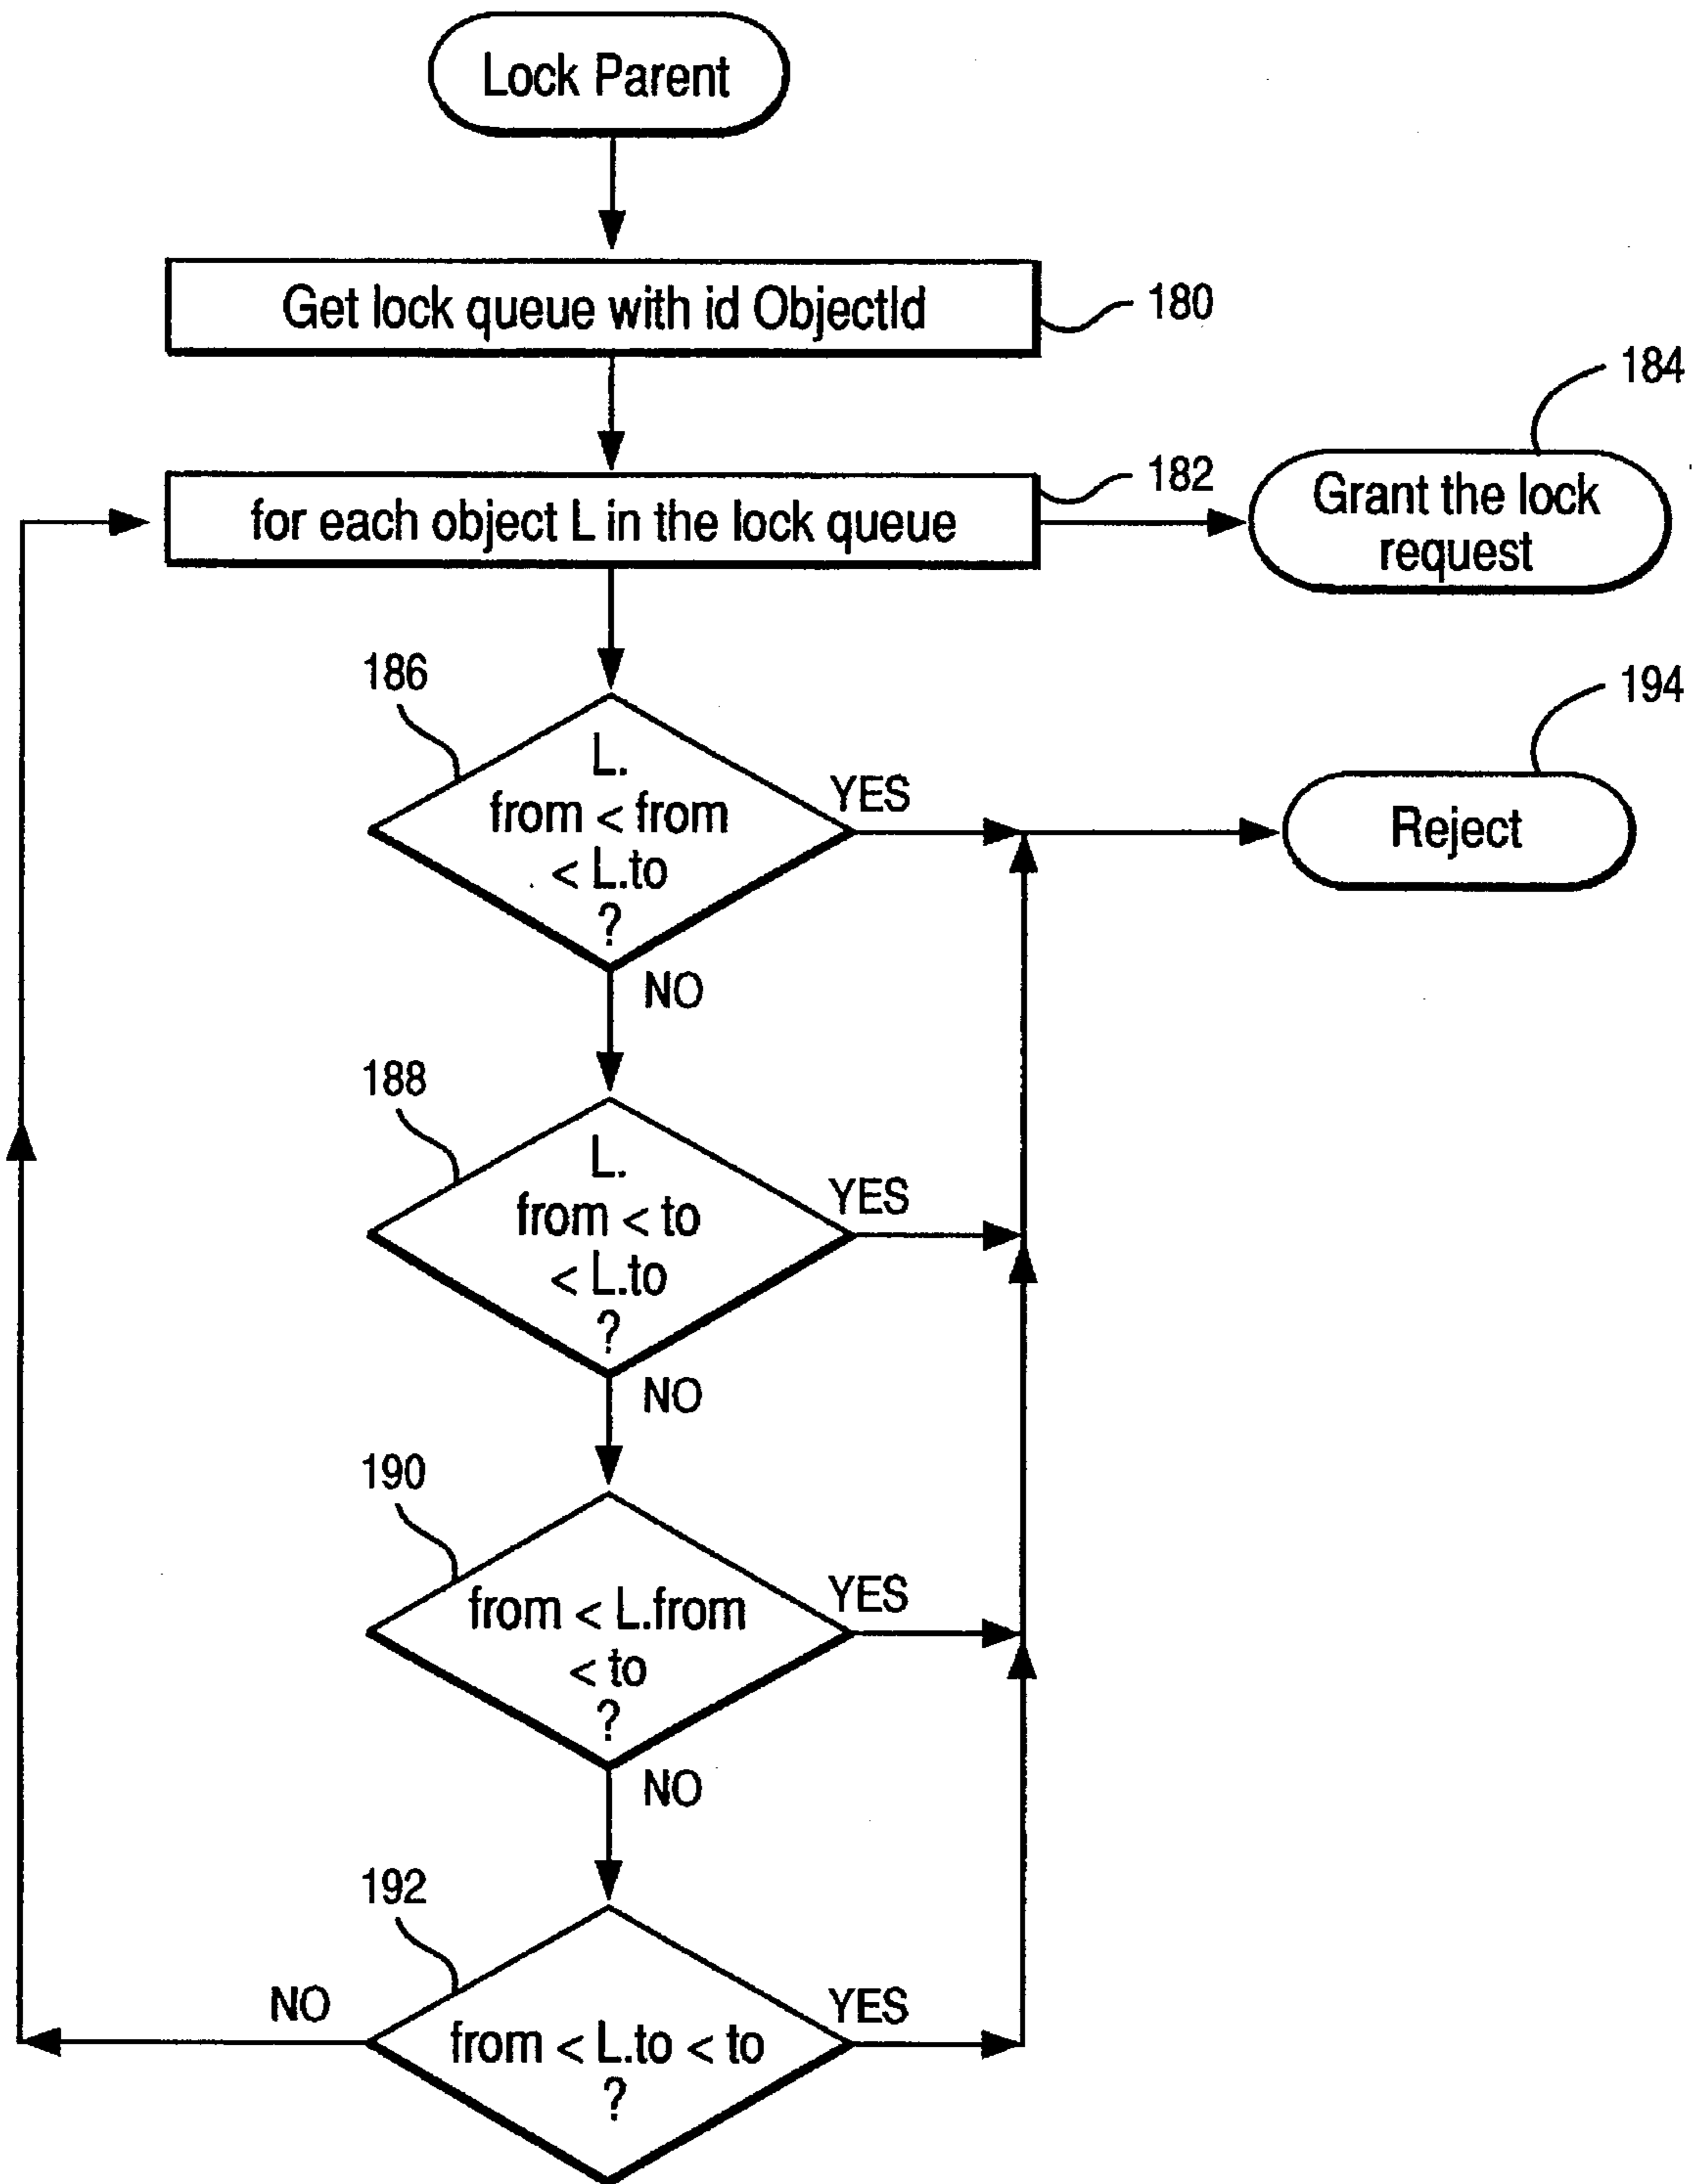 Lock Parent
Get lock queue with id ObjectId
180
184
for each object L in the lock queue
182
Grant the lock
request
186
L.
from < from
< L.to
?
YES
NO
194
Reject
188
L.
from < to
< L.to
?
YES
NO
190
from < L.from
< to
?
YES
NO
192
NO
from < L.to < to
?
YES